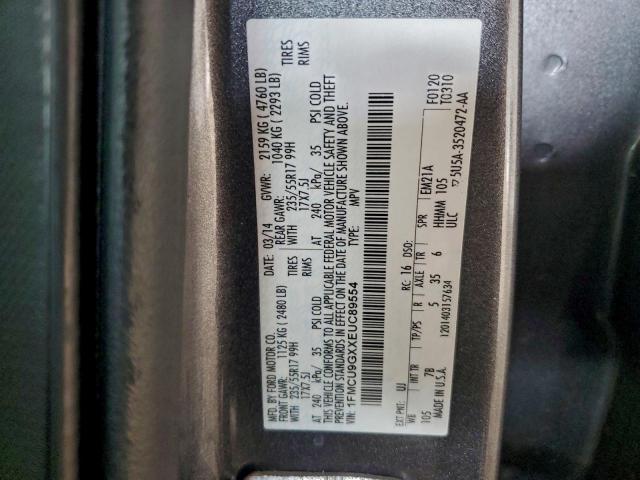 MFD. BY FORD MOTOR CO.
DATE: 03/14 GVWR: 2159 KG ( 4760 LB)
FRONT GAWR: 1125 KG ( 2480 LB) REAR GAWR: 1040 KG ( 2293 LB)
WITH 235/55R17 99H TIRES WITH 235/55R17 99H TIRES
17X7.5J RIMS 17X7.5J RIMS
AT 240 kPa/ 35 PSI COLD AT 240 kPa/ 35 PSI COLD
THIS VEHICLE CONFORMS TO ALL APPLICABLE FEDERAL MOTOR VEHICLE SAFETY AND THEFT
PREVENTION STANDARDS IN EFFECT ON THE DATE OF MANUFACTURE SHOWN ABOVE.
VIN: 1FMCU9GXXEUC89554 TYPE: MPV
EXT PNT: UJ RC: 16 DSO: F0120
WB INT TR TP/PS R AXLE TR SPR EM21A T0310
105 7B 5 35 6 HHMM 105
MADE IN U.S.A. ULC
1201403157634 5U5A-3520472-AA